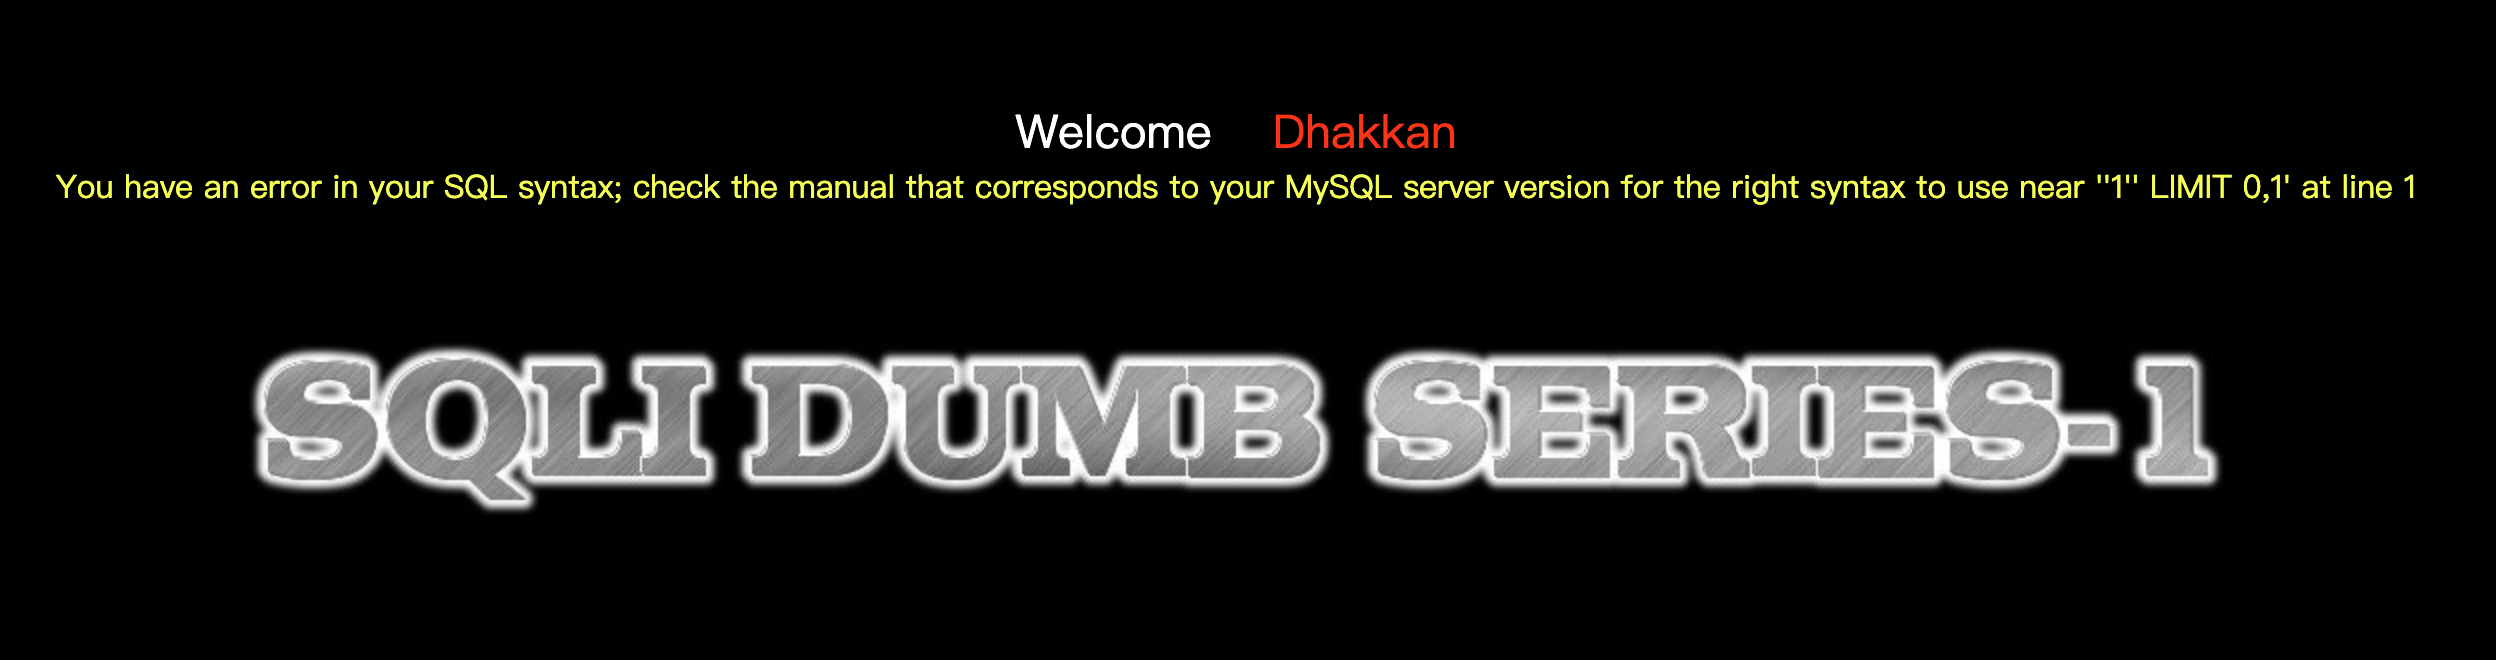 Welcome Dhakkan
You have an error in your SQL syntax; check the manual that corresponds to your MySQL server version for the right syntax to use near ''1'' LIMIT 0,1' at line 1
SQLI DUMB SERIES-1